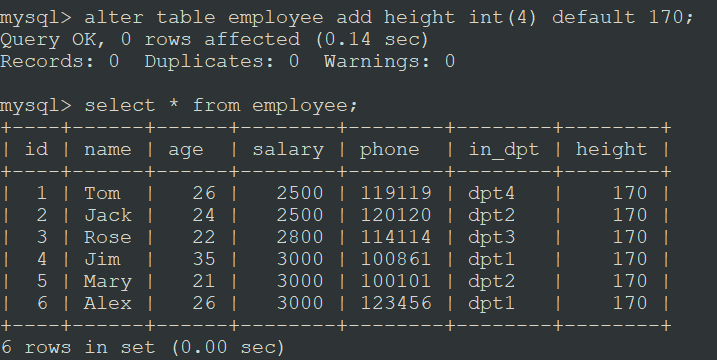 mysql> alter table employee add height int(4) default 170;
Query OK, 0 rows affected (0.14 sec)
Records: 0  Duplicates: 0  Warnings: 0

mysql> select * from employee;
+----+------+------+--------+--------+--------+--------+
| id | name | age  | salary | phone  | in_dpt | height |
+----+------+------+--------+--------+--------+--------+
|  1 | Tom  |   26 |   2500 | 119119 | dpt4   |    170 |
|  2 | Jack |   24 |   2500 | 120120 | dpt2   |    170 |
|  3 | Rose |   22 |   2800 | 114114 | dpt3   |    170 |
|  4 | Jim  |   35 |   3000 | 100861 | dpt1   |    170 |
|  5 | Mary |   21 |   3000 | 100101 | dpt2   |    170 |
|  6 | Alex |   26 |   3000 | 123456 | dpt1   |    170 |
+----+------+------+--------+--------+--------+--------+
6 rows in set (0.00 sec)